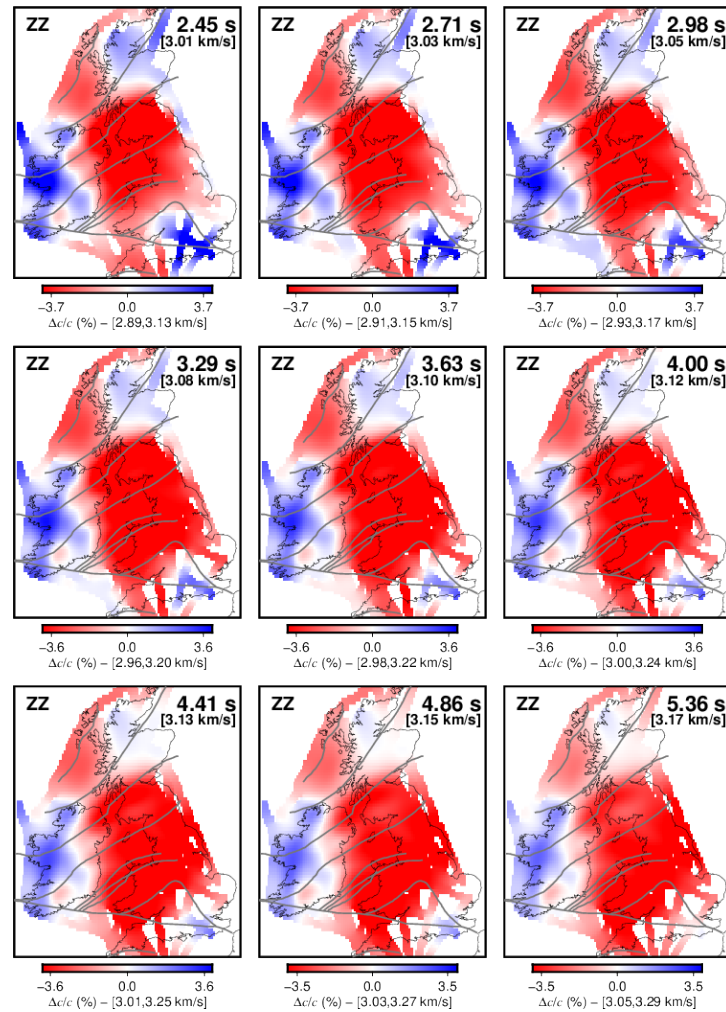 ZZ 2.45 s
[3.01 km/s]
−3.7 0.0 3.7
Δc/c (%) − [2.89,3.13 km/s]
ZZ 2.71 s
[3.03 km/s]
−3.7 0.0 3.7
Δc/c (%) − [2.91,3.15 km/s]
ZZ 2.98 s
[3.05 km/s]
−3.7 0.0 3.7
Δc/c (%) − [2.93,3.17 km/s]
ZZ 3.29 s
[3.08 km/s]
−3.6 0.0 3.6
Δc/c (%) − [2.96,3.20 km/s]
ZZ 3.63 s
[3.10 km/s]
−3.6 0.0 3.6
Δc/c (%) − [2.98,3.22 km/s]
ZZ 4.00 s
[3.12 km/s]
−3.6 0.0 3.6
Δc/c (%) − [3.00,3.24 km/s]
ZZ 4.41 s
[3.13 km/s]
−3.6 0.0 3.6
Δc/c (%) − [3.01,3.25 km/s]
ZZ 4.86 s
[3.15 km/s]
−3.5 0.0 3.5
Δc/c (%) − [3.03,3.27 km/s]
ZZ 5.36 s
[3.17 km/s]
−3.5 0.0 3.5
Δc/c (%) − [3.05,3.29 km/s]